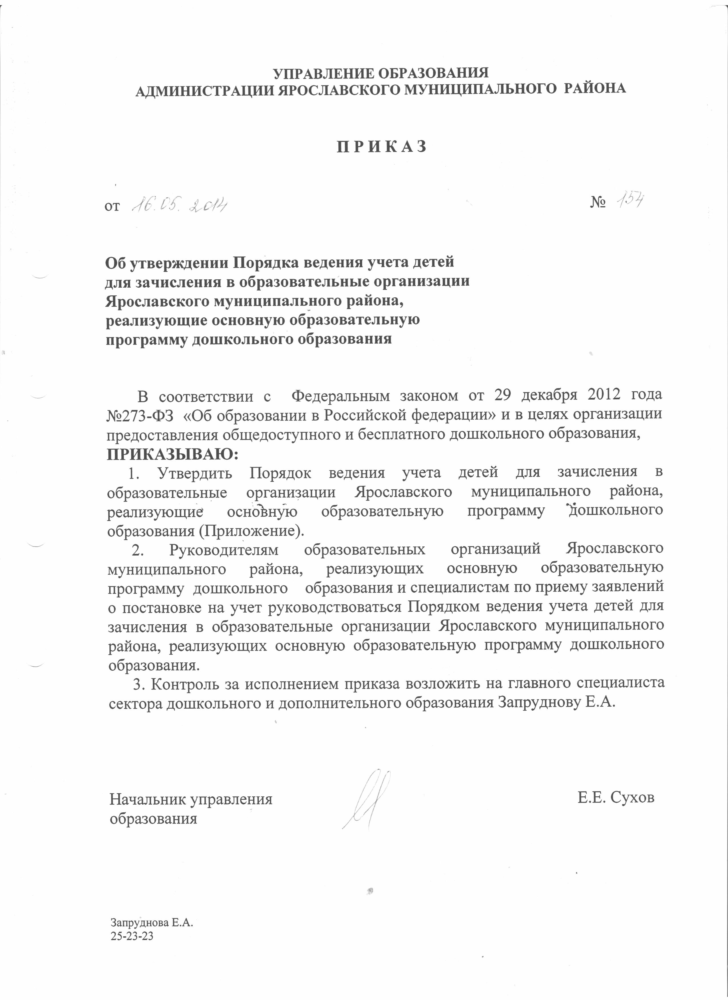 УПРАВЛЕНИЕ ОБРАЗОВАНИЯ
АДМИНИСТРАЦИИ ЯРОСЛАВСКОГО МУНИЦИПАЛЬНОГО РАЙОНА
П Р И К А З
от 16.05.2014 № 154
Об утверждении Порядка ведения учета детей
для зачисления в образовательные организации
Ярославского муниципального района,
реализующие основную образовательную
программу дошкольного образования
В соответствии с Федеральным законом от 29 декабря 2012 года
№273-ФЗ «Об образовании в Российской федерации» и в целях организации
предоставления общедоступного и бесплатного дошкольного образования,
ПРИКАЗЫВАЮ:
1. Утвердить Порядок ведения учета детей для зачисления в
образовательные организации Ярославского муниципального района,
реализующие основную образовательную программу дошкольного
образования (Приложение).
2. Руководителям образовательных организаций Ярославского
муниципального района, реализующих основную образовательную
программу дошкольного образования и специалистам по приему заявлений
о постановке на учет руководствоваться Порядком ведения учета детей для
зачисления в образовательные организации Ярославского муниципального
района, реализующих основную образовательную программу дошкольного
образования.
3. Контроль за исполнением приказа возложить на главного специалиста
сектора дошкольного и дополнительного образования Запруднову Е.А.
Начальник управления Е.Е. Сухов
образования
Запруднова Е.А.
25-23-23